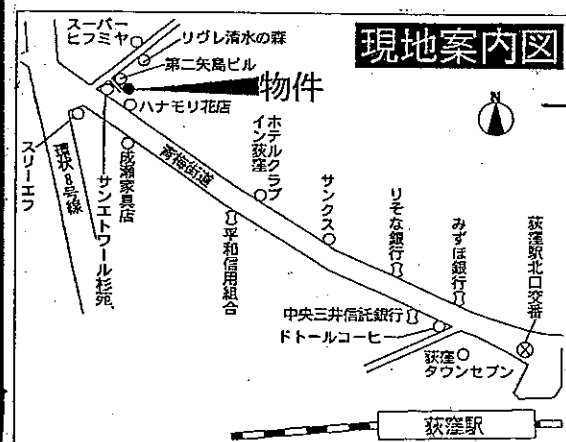 現地案内図
スーパー
ヒフミヤ
リヴレ清水の森
第二矢島ビル
物件
ハナモリ花店
N
スリーエフ
環状8号線
サンエトワール杉苑
成瀬家具店
青梅街道
平和信用組合
ホテルクラブ
イン荻窪
サンクス
りそな銀行
みずほ銀行
荻窪駅北口交番
中央三井信託銀行
ドトールコーヒー
荻窪
タウンセブン
荻窪駅